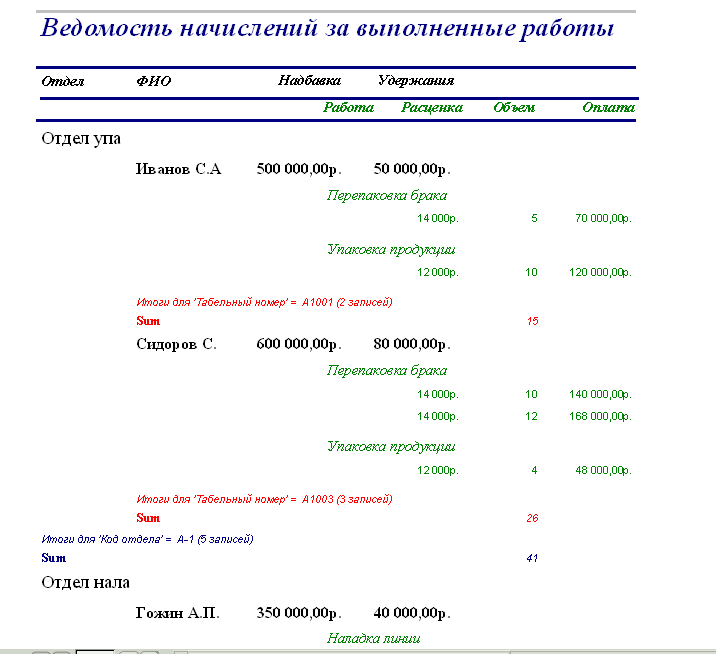 Ведомость начислений за выполненные работы
Отдел ФИО Надбавка Удержания
Работа Расценка Объем Оплата
Отдел упа
Иванов С.А 500 000,00р. 50 000,00р.
Перепаковка брака
14 000р. 5 70 000,00р.
Упаковка продукции
12 000р. 10 120 000,00р.
Итоги для 'Табельный номер' = А1001 (2 записей)
Sum 15
Сидоров С. 600 000,00р. 80 000,00р.
Перепаковка брака
14 000р. 10 140 000,00р.
14 000р. 12 168 000,00р.
Упаковка продукции
12 000р. 4 48 000,00р.
Итоги для 'Табельный номер' = А1003 (3 записей)
Sum 26
Итоги для 'Код отдела' = А-1 (5 записей)
Sum 41
Отдел нала
Гожин А.П. 350 000,00р. 40 000,00р.
Наладка линии